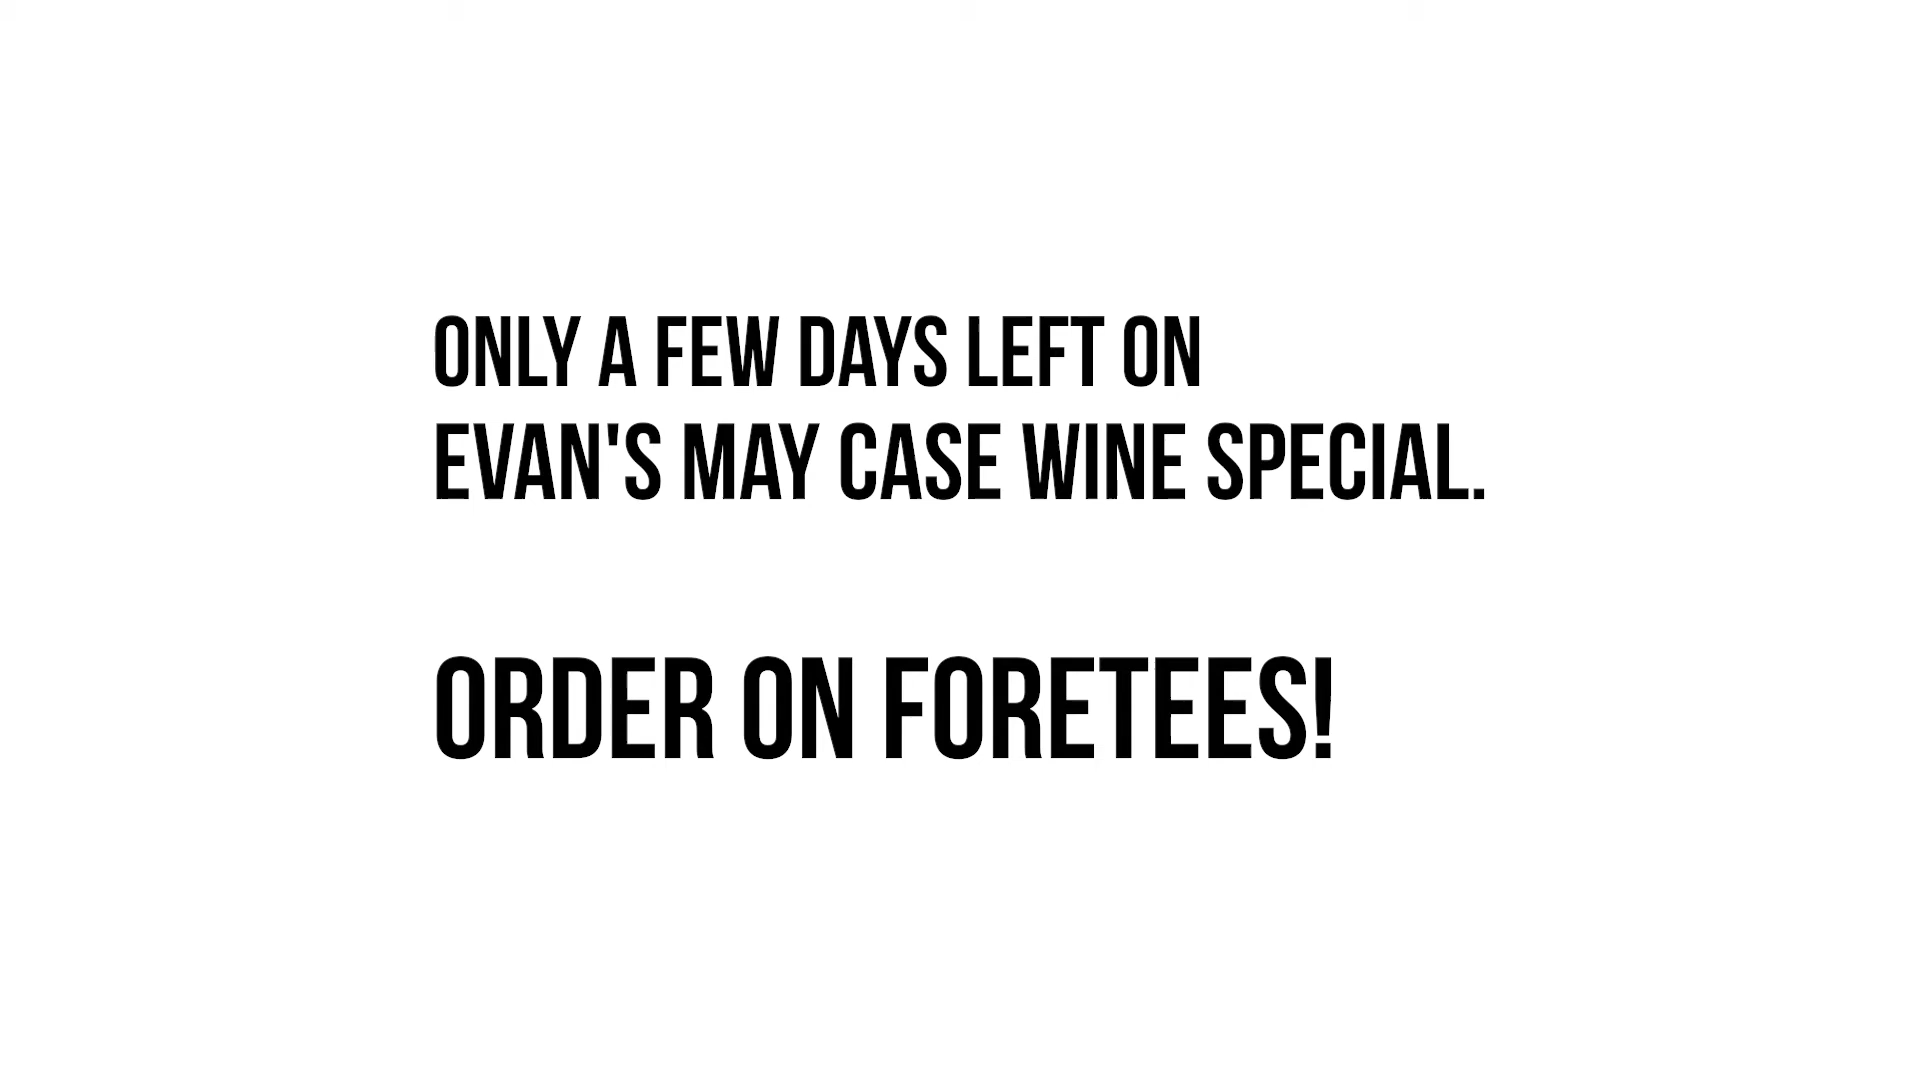 ONLY A FEW DAYS LEFT ON
EVAN'S MAY CASE WINE SPECIAL.
ORDER ON FORETEES!